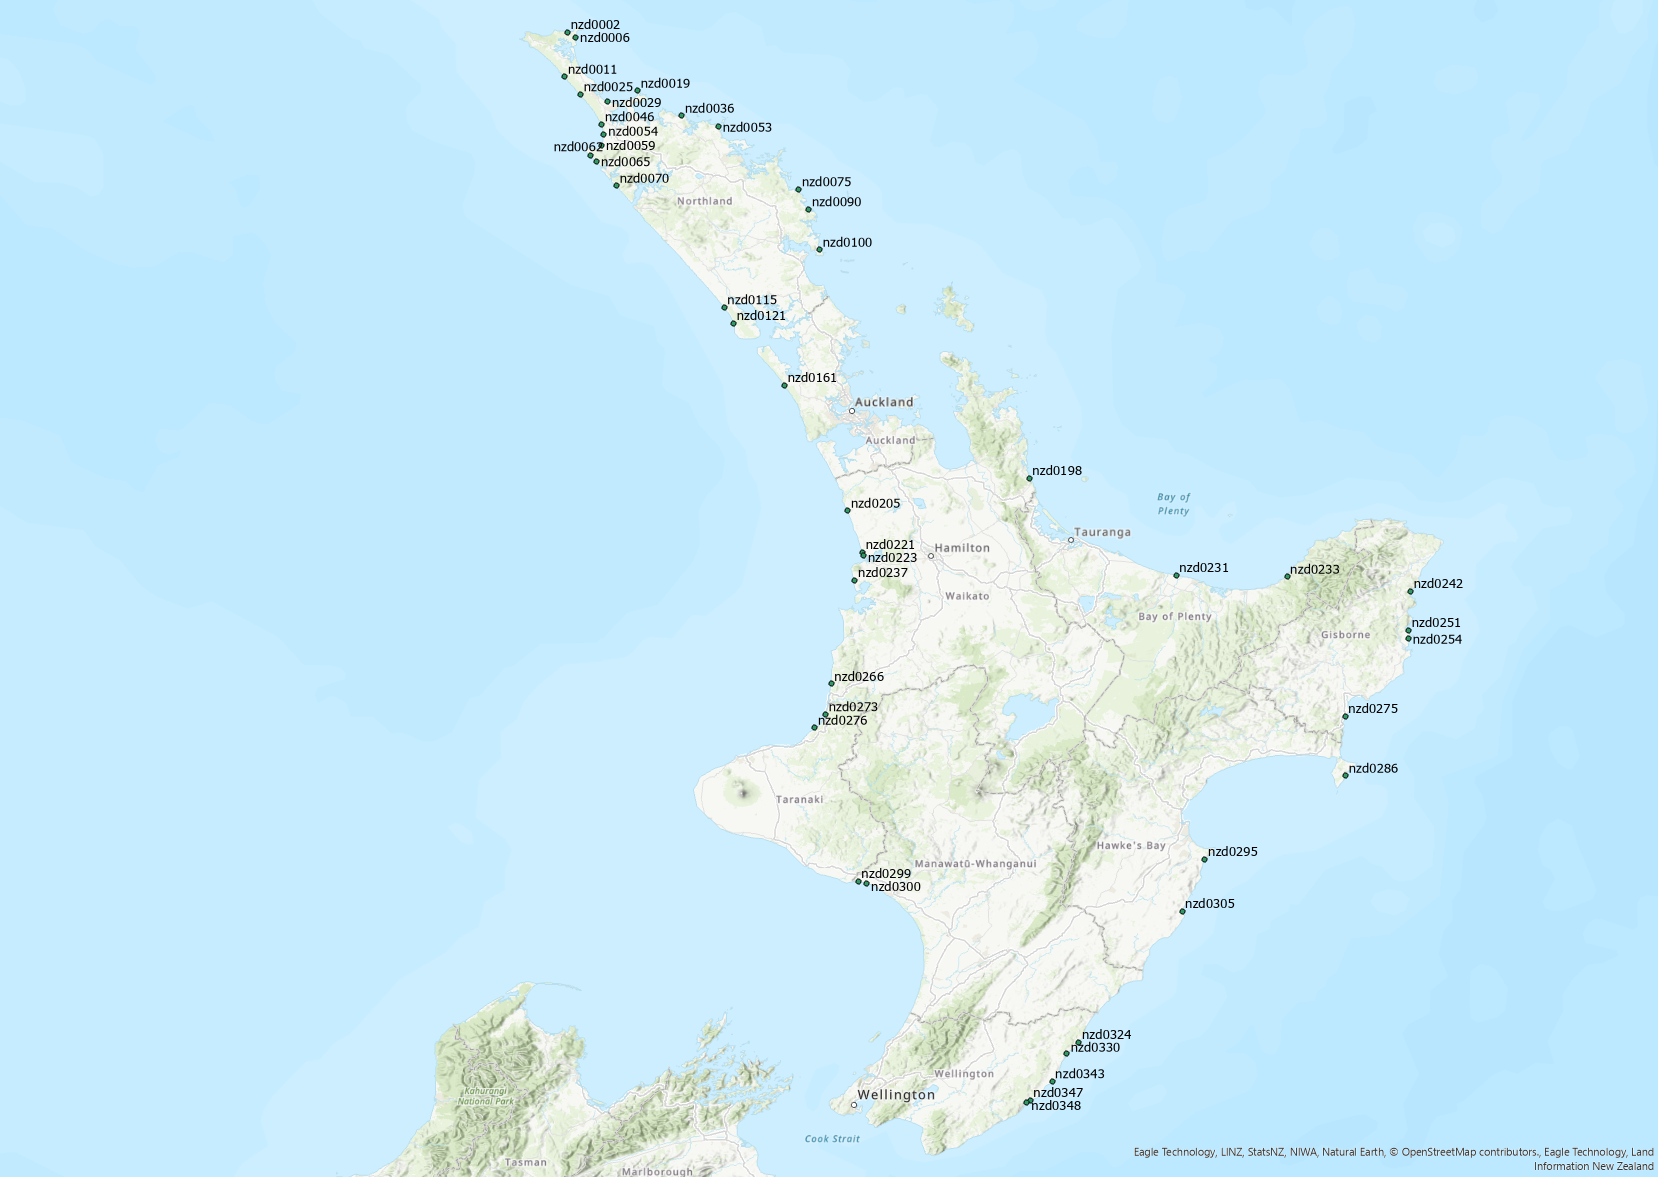 nzd0002
nzd0006
nzd0011
nzd0019
nzd0025
nzd0029
nzd0036
nzd0046
nzd0053
nzd0054
nzd0059
nzd0062
nzd0065
nzd0070
nzd0075
Northland
nzd0090
nzd0100
nzd0115
nzd0121
nzd0161
Auckland
Auckland
nzd0198
Bay of
Plenty
nzd0205
Tauranga
nzd0221
Hamilton
nzd0223
nzd0231
nzd0233
nzd0237
nzd0242
Waikato
Bay of Plenty
nzd0251
Gisborne
nzd0254
nzd0266
nzd0273
nzd0275
nzd0276
nzd0286
Taranaki
Hawke's Bay
nzd0295
Manawatū-Whanganui
nzd0299
nzd0300
nzd0305
nzd0324
nzd0330
Wellington
nzd0343
Kahurangi
National Park
nzd0347
Wellington
nzd0348
Cook Strait
Tasman
Marlborough
Eagle Technology, LINZ, StatsNZ, NIWA, Natural Earth, © OpenStreetMap contributors., Eagle Technology, Land
Information New Zealand